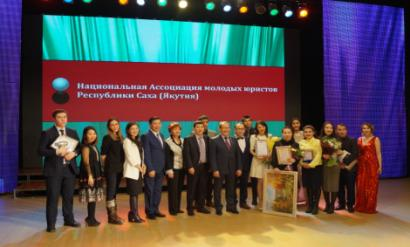 Национальная Ассоциация молодых юристов
Республики Саха (Якутия)